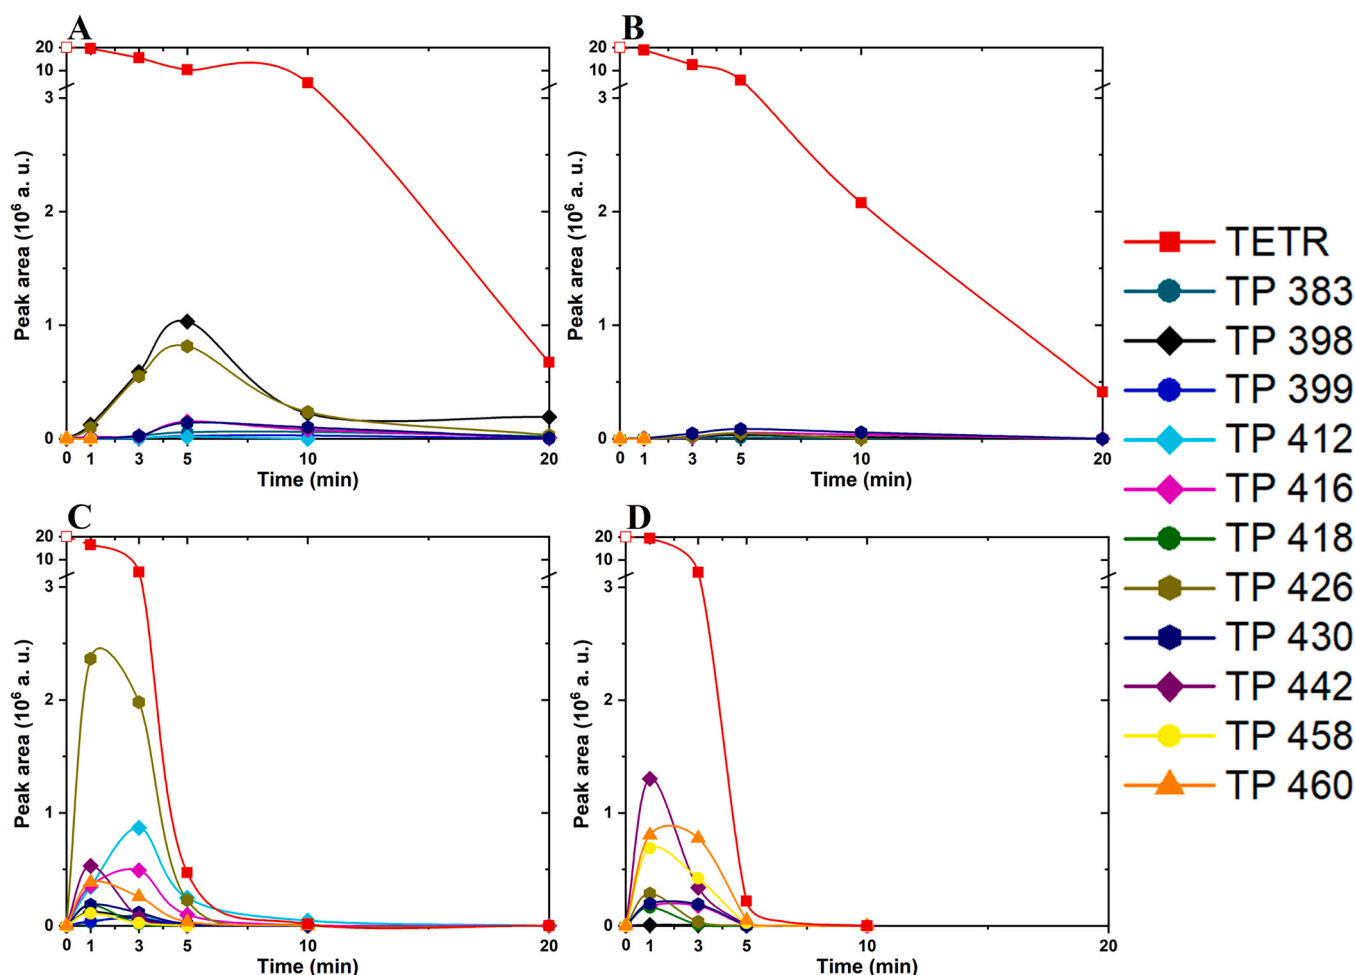 A
20
10
3
2
1
0
Peak area (10⁶ a. u.)
0 1 3 5 10 20
Time (min)
B
20
10
3
2
1
0
Peak area (10⁶ a. u.)
0 1 3 5 10 20
Time (min)
C
20
10
3
2
1
0
Peak area (10⁶ a. u.)
0 1 3 5 10 20
Time (min)
D
20
10
3
2
1
0
Peak area (10⁶ a. u.)
0 1 3 5 10 20
Time (min)
TETR
TP 383
TP 398
TP 399
TP 412
TP 416
TP 418
TP 426
TP 430
TP 442
TP 458
TP 460